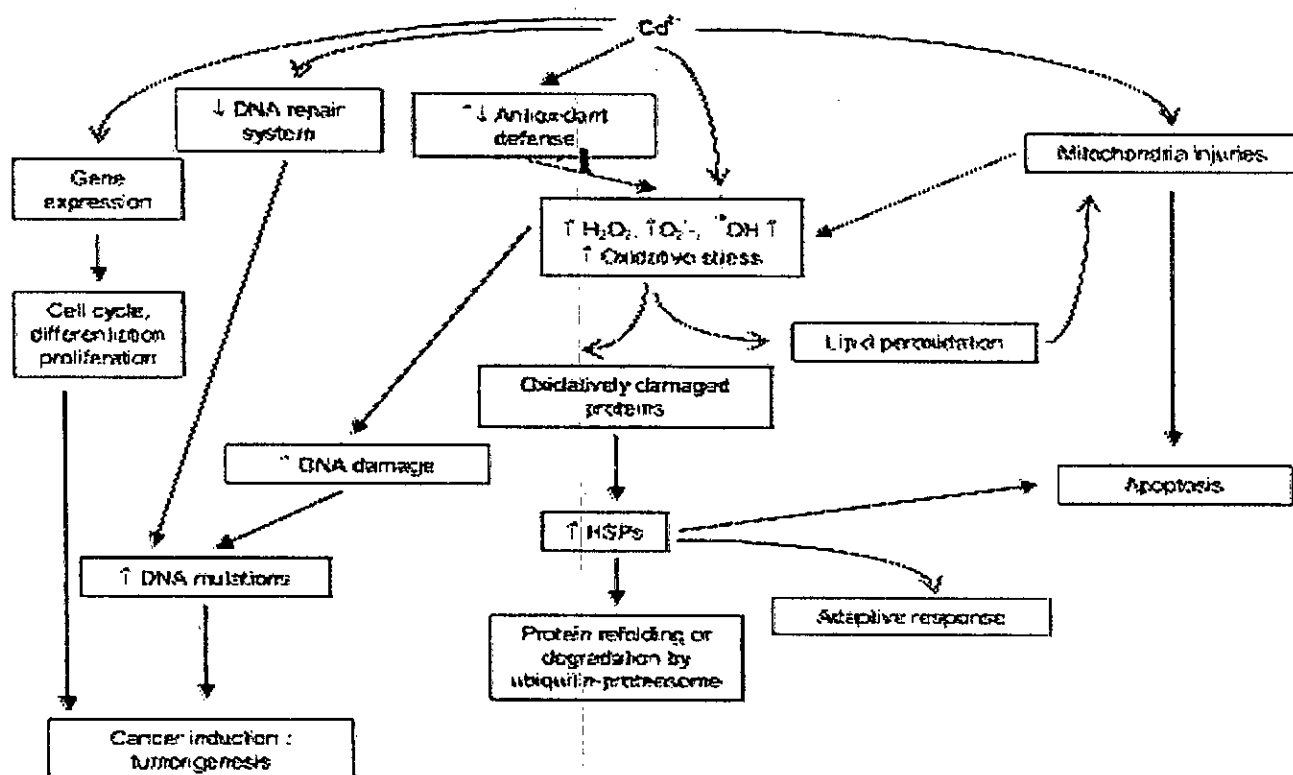 Cd²⁺
↓ DNA repair
system
↑↓ Antioxidant
defense
Mitochondria injuries
Gene
expression
↑ H₂O₂, ↑O₂°-, °OH ↑
↑ Oxidative stress
Cell cycle,
differentiation
proliferation
Lipid peroxidation
Oxidatively damaged
proteins
↑ DNA damage
Apoptosis
↑ HSPs
↑ DNA mutations
Adaptive response
Protein refolding or
degradation by
ubiquitin-proteasome
Cancer induction :
tumorigenesis